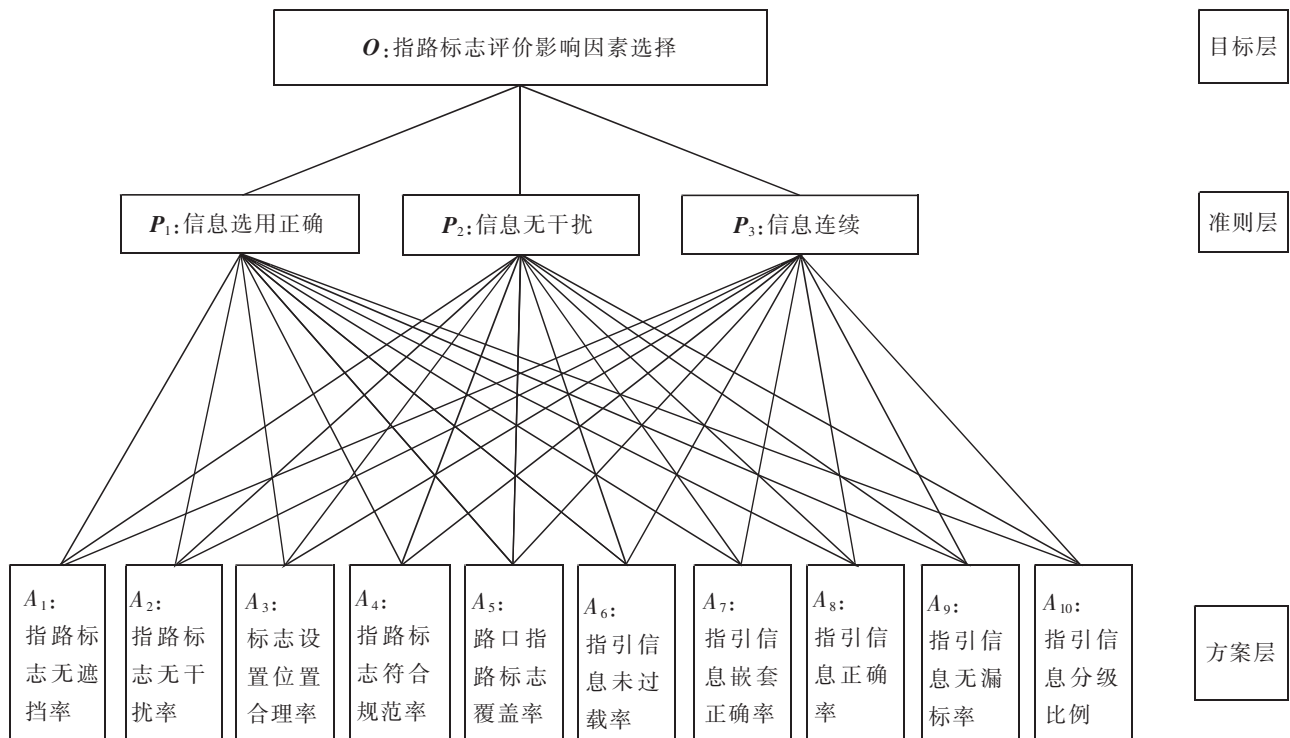 O:指路标志评价影响因素选择
目标层
P1:信息选用正确
P2:信息无干扰
P3:信息连续
准则层
A1:
指路标
志无遮
挡率
A2:
指路标
志无干
扰率
A3:
标志设
置位置
合理率
A4:
指路标
志符合
规范率
A5:
路口指
路标志
覆盖率
A6:
指引信
息未过
载率
A7:
指引信
息嵌套
正确率
A8:
指引信
息正确
率
A9:
指引信
息无漏
标率
A10:
指引信
息分级
比例
方案层